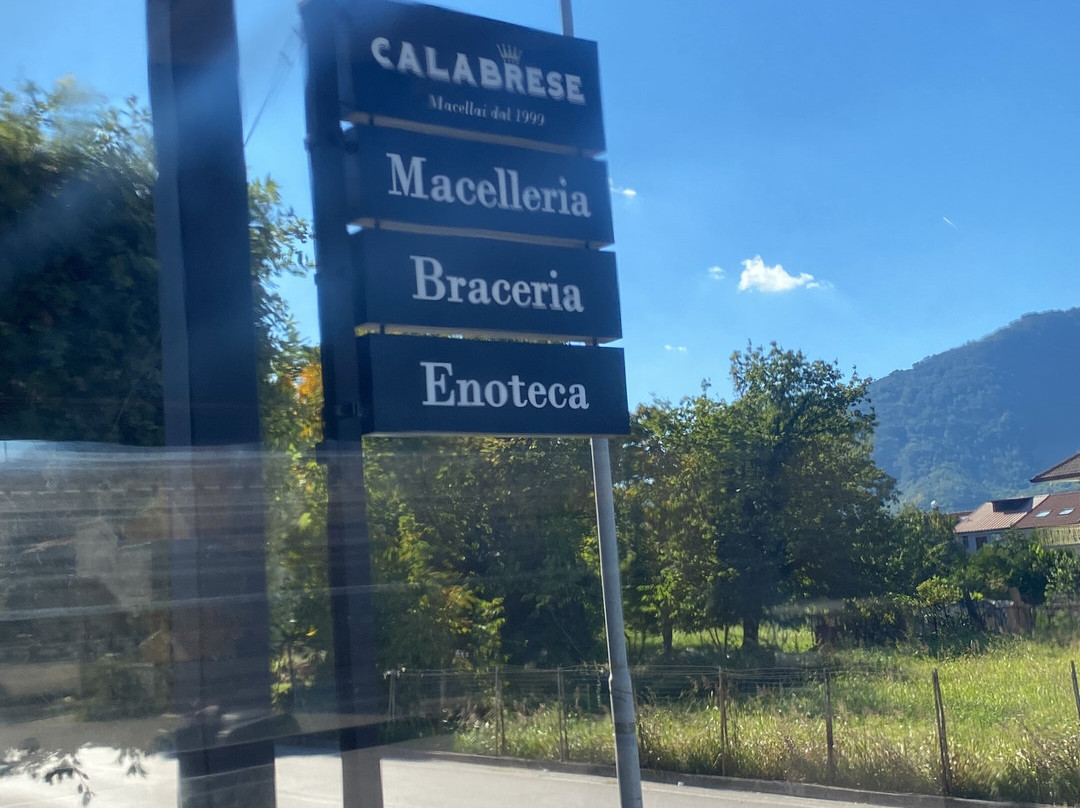 CALABRESE
Macellai dal 1999
Macelleria
Braceria
Enoteca